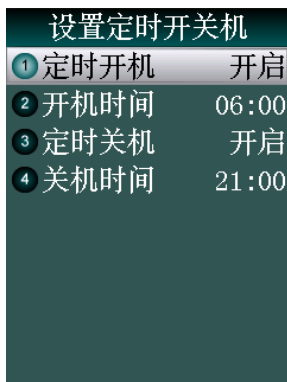 设置定时开关机
1 定时开机 开启
2 开机时间 06:00
3 定时关机 开启
4 关机时间 21:00